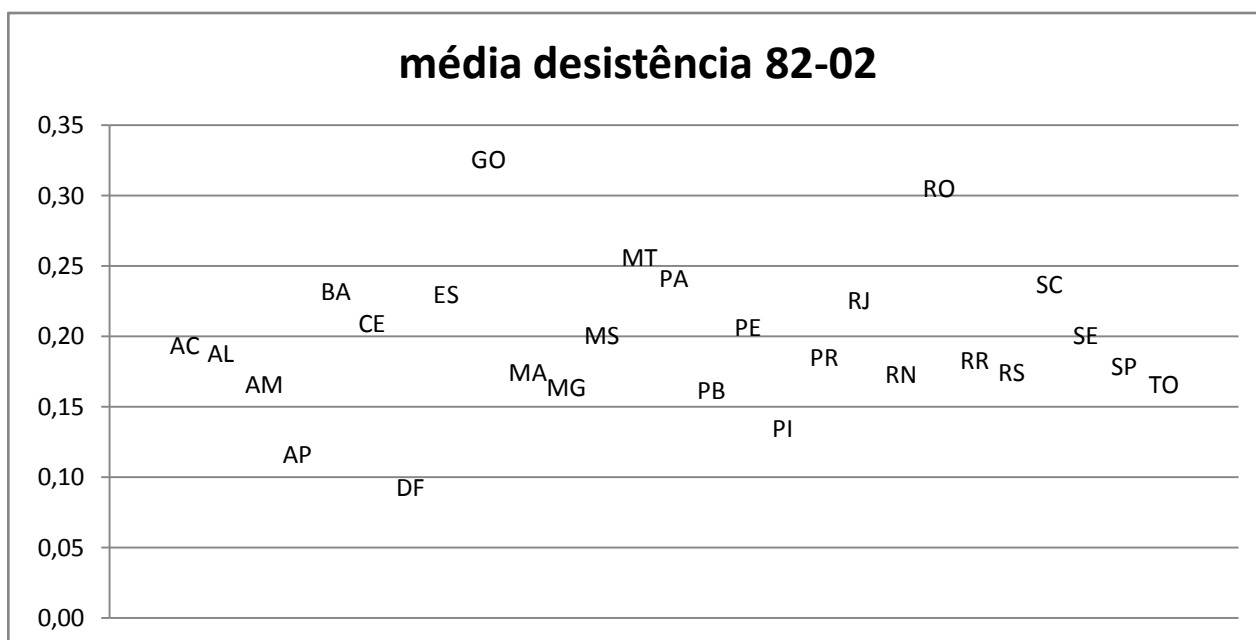 média desistência 82-02
0,35
0,30
0,25
0,20
0,15
0,10
0,05
0,00
AC
AL
AM
AP
BA
CE
DF
ES
GO
MA
MG
MS
MT
PA
PB
PE
PI
PR
RJ
RN
RO
RR
RS
SC
SE
SP
TO